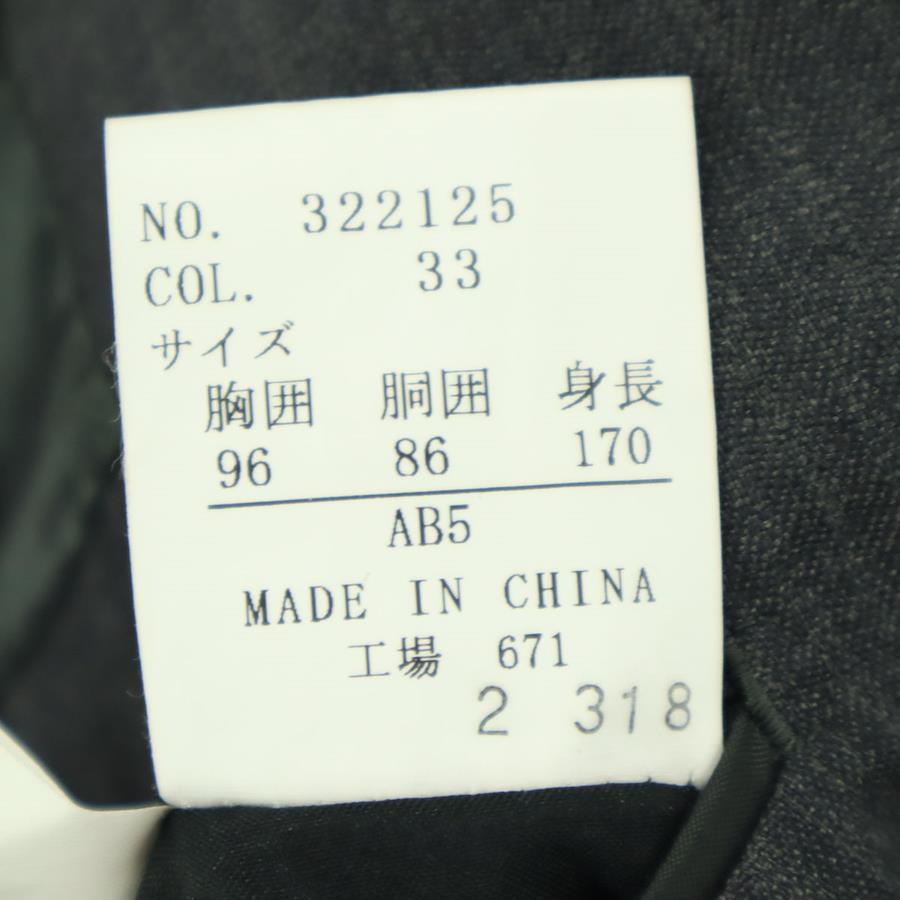 NO. 322125
COL. 33
サイズ
胸囲 胴囲 身長
96 86 170
AB5
MADE IN CHINA
工場 671
2 318